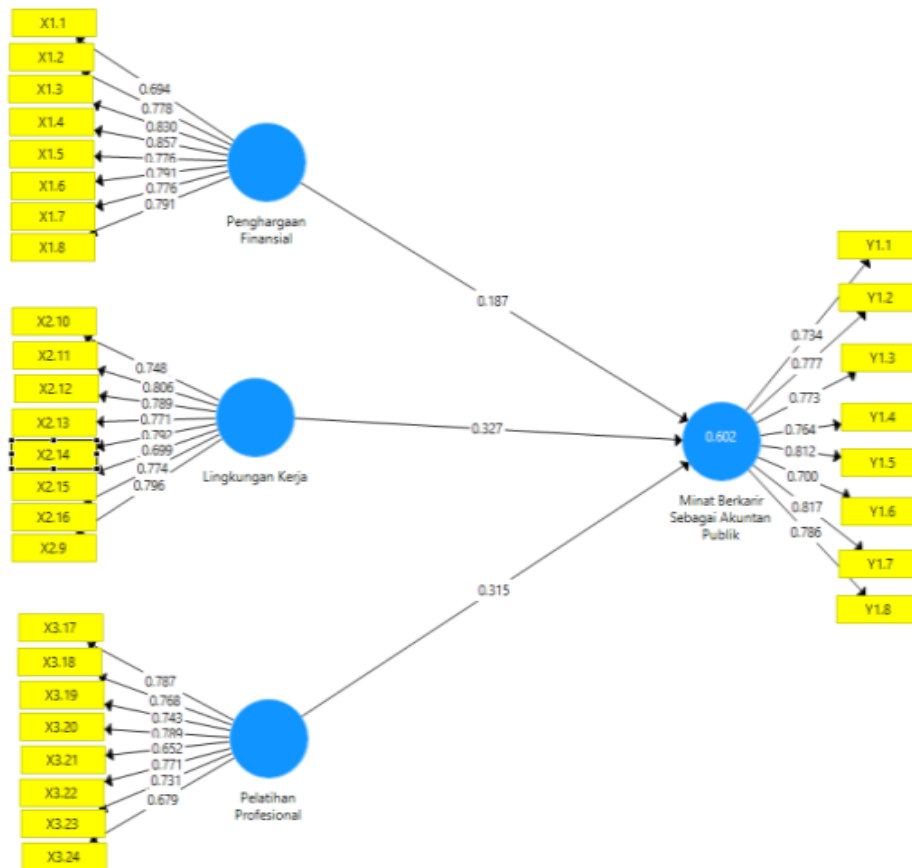 X1.1
X1.2
X1.3
X1.4
X1.5
X1.6
X1.7
X1.8
0.694
0.778
0.830
0.857
0.776
0.791
0.776
0.791
Penghargaan
Finansial
0.187
X2.10
X2.11
X2.12
X2.13
X2.14
X2.15
X2.16
X2.9
0.748
0.806
0.789
0.771
0.792
0.699
0.774
0.796
Lingkungan Kerja
0.327
X3.17
X3.18
X3.19
X3.20
X3.21
X3.22
X3.23
X3.24
0.787
0.768
0.743
0.789
0.652
0.771
0.731
0.679
Pelatihan
Profesional
0.315
0.602
Minat Berkarir
Sebagai Akuntan
Publik
0.734
0.777
0.773
0.764
0.812
0.700
0.817
0.786
Y1.1
Y1.2
Y1.3
Y1.4
Y1.5
Y1.6
Y1.7
Y1.8